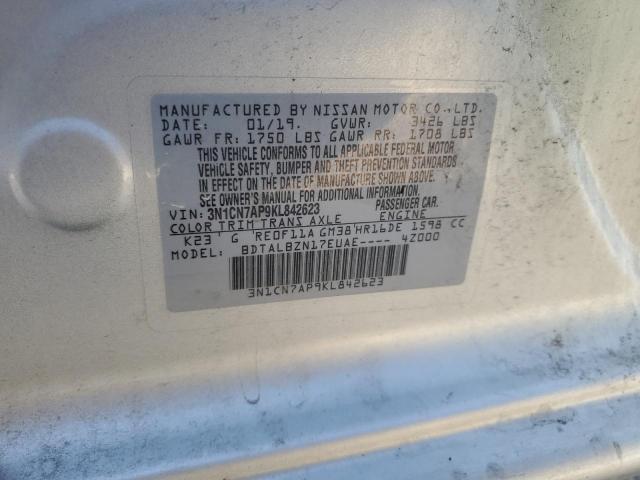 MANUFACTURED BY NISSAN MOTOR CO., LTD.
DATE: 01/19. GVWR: 3426 LBS
GAWR FR: 1750 LBS GAWR RR: 1708 LBS
THIS VEHICLE CONFORMS TO ALL APPLICABLE FEDERAL MOTOR
VEHICLE SAFETY, BUMPER, AND THEFT PREVENTION STANDARDS
IN EFFECT ON THE DATE OF MANUFACTURE SHOWN ABOVE.
SEE OWNER'S MANUAL FOR ADDITIONAL INFORMATION.
VIN: 3N1CN7AP9KL842623 PASSENGER CAR.
COLOR TRIM TRANS AXLE ENGINE
K23 G RE0F11A GM38 HR16DE 1598 CC
MODEL: BDTALBZN17EUAE---- 4Z000
3N1CN7AP9KL842623